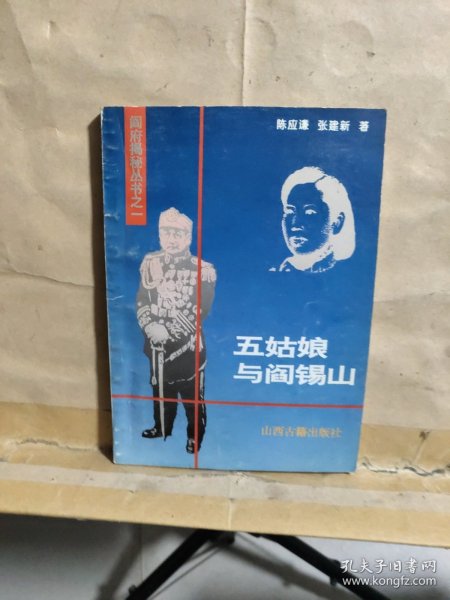 阎府揭秘丛书之一
陈应谦 张建新 著
五姑娘
与阎锡山
山西古籍出版社
孔夫子旧书网
www.kongfz.com